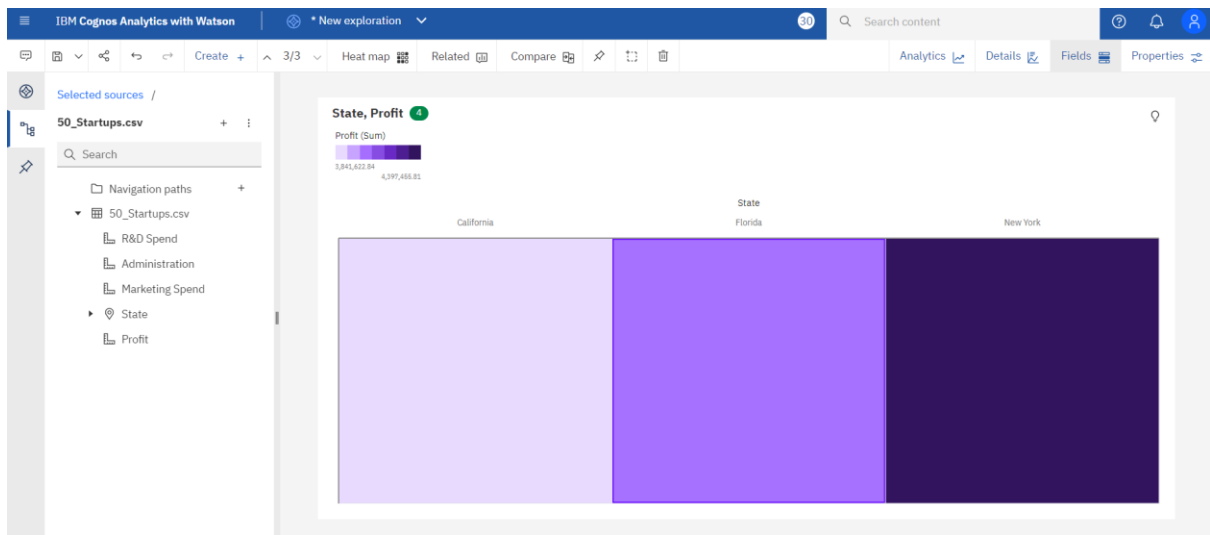 IBM Cognos Analytics with Watson
* New exploration
30
Search content
Create +
3/3
Heat map
Related
Compare
Analytics
Details
Fields
Properties
Selected sources /
50_Startups.csv
Search
Navigation paths
50_Startups.csv
R&D Spend
Administration
Marketing Spend
State
Profit
State, Profit 4
Profit (Sum)
3,841,622.84
4,397,466.81
State
California
Florida
New York